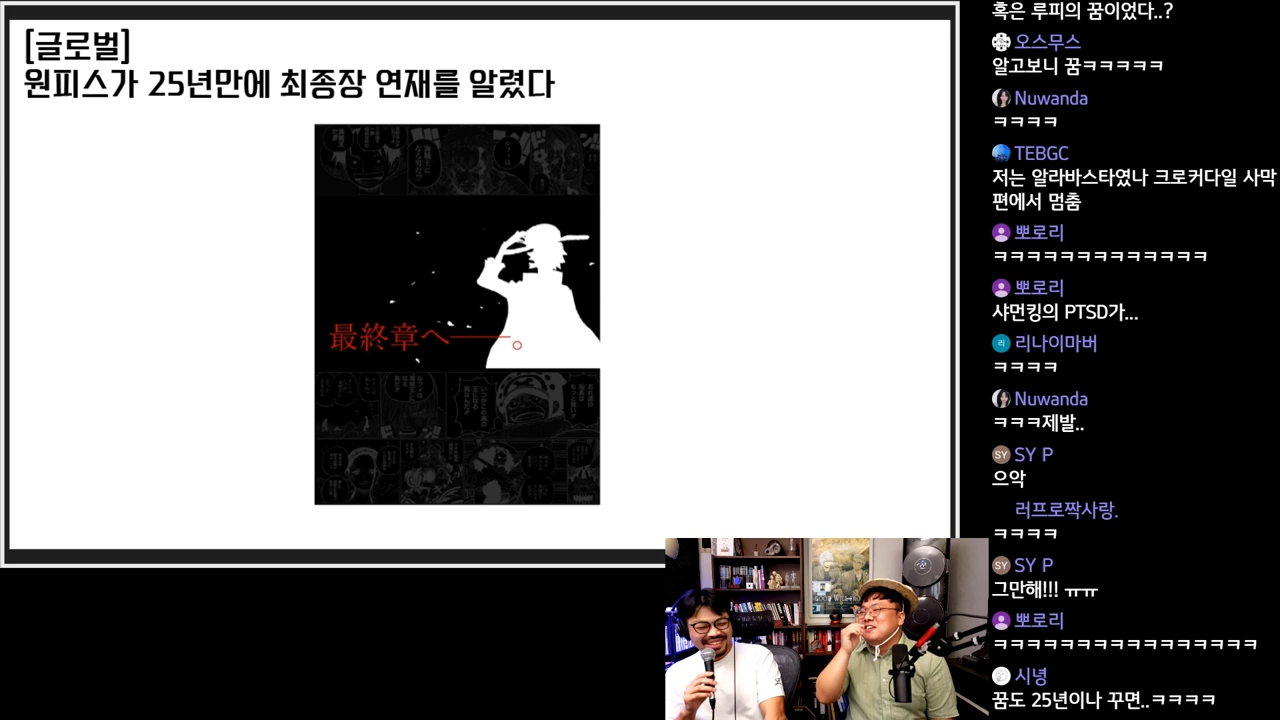 [글로벌]
원피스가 25년만에 최종장 연재를 알렸다
最終章へ――。
혹은 루피의 꿈이었다..?
오스무스
알고보니 꿈ㅋㅋㅋㅋㅋ
Nuwanda
ㅋㅋㅋㅋ
TEBGC
저는 알라바스타였나 크로커다일 사막
편에서 멈춤
뽀로리
ㅋㅋㅋㅋㅋㅋㅋㅋㅋㅋㅋㅋㅋ
뽀로리
샤먼킹의 PTSD가...
리
리나이마버
ㅋㅋㅋㅋ
Nuwanda
ㅋㅋㅋ제발..
SY
SY P
으악
러프로짝사랑.
ㅋㅋㅋㅋ
SY
SY P
그만해!!! ㅠㅠ
뽀로리
ㅋㅋㅋㅋㅋㅋㅋㅋㅋㅋㅋㅋㅋㅋㅋㅋ
시녕
꿈도 25년이나 꾸면..ㅋㅋㅋㅋ